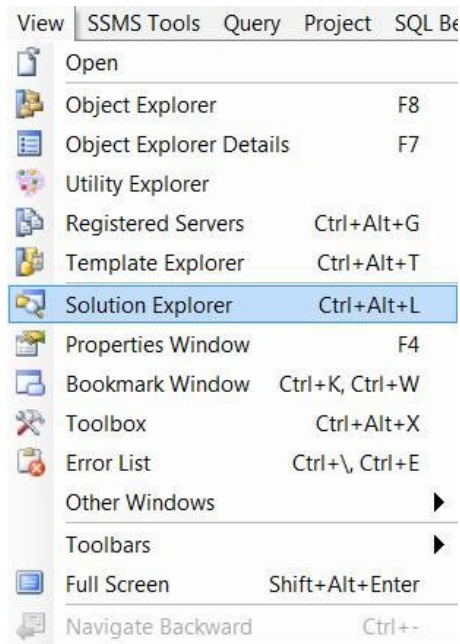 View SSMS Tools Query Project SQL Be
Open
Object Explorer F8
Object Explorer Details F7
Utility Explorer
Registered Servers Ctrl+Alt+G
Template Explorer Ctrl+Alt+T
Solution Explorer Ctrl+Alt+L
Properties Window F4
Bookmark Window Ctrl+K, Ctrl+W
Toolbox Ctrl+Alt+X
Error List Ctrl+\, Ctrl+E
Other Windows
Toolbars
Full Screen Shift+Alt+Enter
Navigate Backward Ctrl+-